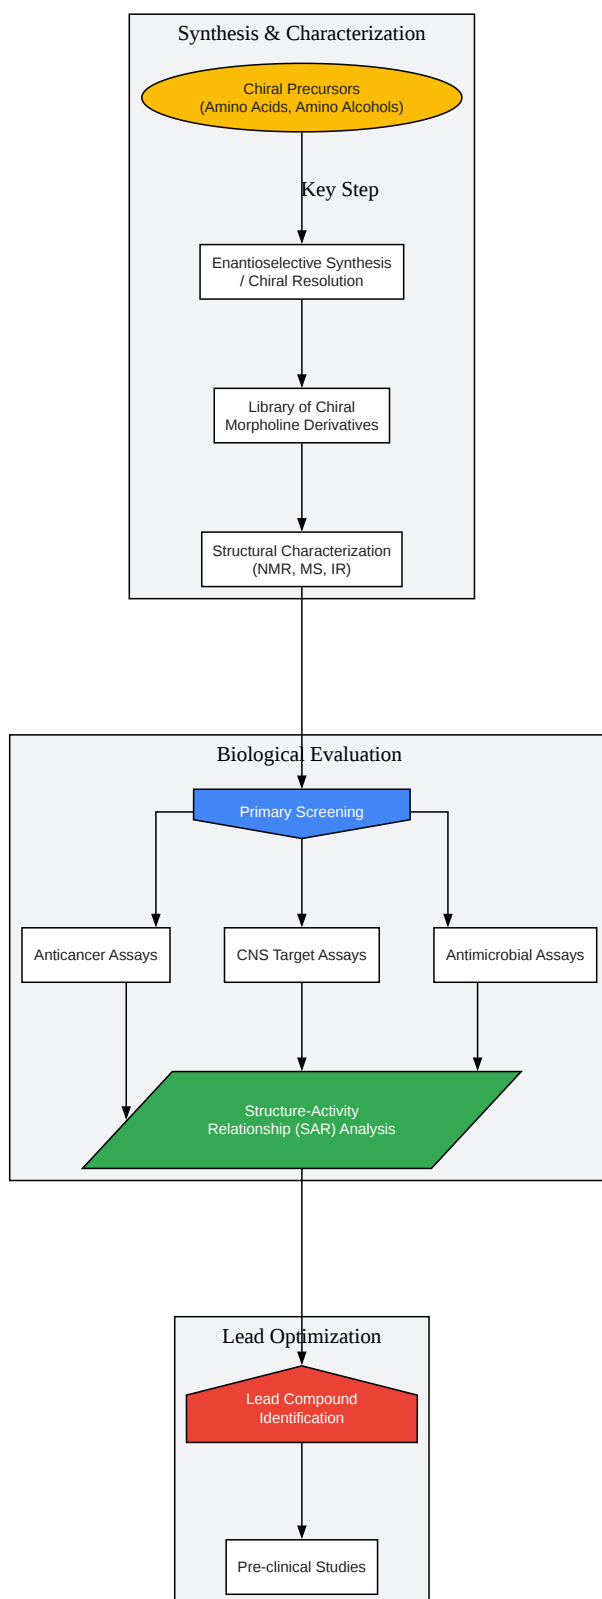 Synthesis & Characterization
Chiral Precursors
(Amino Acids, Amino Alcohols)
Key Step
Enantioselective Synthesis
/ Chiral Resolution
Library of Chiral
Morpholine Derivatives
Structural Characterization
(NMR, MS, IR)
Biological Evaluation
Primary Screening
Anticancer Assays
CNS Target Assays
Antimicrobial Assays
Structure-Activity
Relationship (SAR) Analysis
Lead Optimization
Lead Compound
Identification
Pre-clinical Studies